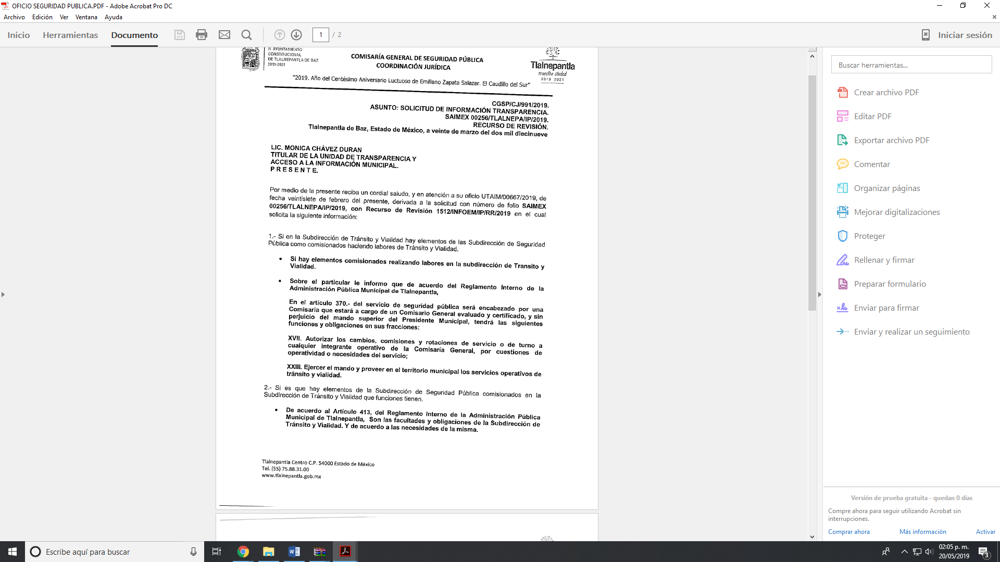 OFICIO SEGURIDAD PUBLICA.PDF - Adobe Acrobat Pro DC
Archivo Edición Ver Ventana Ayuda
Inicio Herramientas Documento 1 / 2 Iniciar sesión
H. AYUNTAMIENTO
CONSTITUCIONAL
DE TLALNEPANTLA DE BAZ
2019-2021
COMISARÍA GENERAL DE SEGURIDAD PÚBLICA
COORDINACIÓN JURÍDICA
Tlalnepantla
nuestra ciudad
2019 2021
"2019. Año del Centésimo Aniversario Luctuoso de Emiliano Zapata Salazar. El Caudillo del Sur"
CGSP/CJ/991/2019.
ASUNTO: SOLICITUD DE INFORMACIÓN TRANSPARENCIA.
SAIMEX 00256/TLALNEPA/IP/2019.
RECURSO DE REVISIÓN.
Tlalnepantla de Baz, Estado de México, a veinte de marzo del dos mil diecinueve
LIC. MONICA CHÁVEZ DURAN
TITULAR DE LA UNIDAD DE TRANSPARENCIA Y
ACCESO A LA INFORMACIÓN MUNICIPAL.
P R E S E N T E.
Por medio de la presente reciba un cordial saludo, y en atención a su oficio UTAIM/00667/2019, de
fecha veintisiete de febrero del presente, derivada a la solicitud con número de folio SAIMEX
00256/TLALNEPA/IP/2019, con Recurso de Revisión 1512/INFOEM/IP/RR/2019 en el cual
solicita la siguiente información:
1.- Si en la Subdirección de Tránsito y Vialidad hay elementos de las Subdirección de Seguridad
Pública como comisionados haciendo labores de Tránsito y Vialidad.
• Si hay elementos comisionados realizando labores en la subdirección de Transito y
Vialidad.
• Sobre el particular le informo que de acuerdo del Reglamento Interno de la
Administración Pública Municipal de Tlalnepantla,
En el artículo 370.- del servicio de seguridad pública será encabezado por una
Comisaría que estará a cargo de un Comisario General evaluado y certificado, y sin
perjuicio del mando superior del Presidente Municipal, tendrá las siguientes
funciones y obligaciones en sus fracciones:
XVII. Autorizar los cambios, comisiones y rotaciones de servicio o de turno a
cualquier integrante operativo de la Comisaría General, por cuestiones de
operatividad o necesidades del servicio;
XXIII. Ejercer el mando y proveer en el territorio municipal los servicios operativos de
tránsito y vialidad.
2.- Si es que hay elementos de la Subdirección de Seguridad Pública comisionados en la
Subdirección de Tránsito y Vialidad que funciones tienen.
• De acuerdo al Artículo 413, del Reglamento Interno de la Administración Pública
Municipal de Tlalnepantla, Son las facultades y obligaciones de la Subdirección de
Tránsito y Vialidad. Y de acuerdo a las necesidades de la misma.
Tlalnepantla Centro C.P. 54000 Estado de México
Tel. (55) 75.88.31.00
www.tlalnepantla.gob.mx
Buscar herramientas...
Crear archivo PDF
Editar PDF
Exportar archivo PDF
Comentar
Organizar páginas
Mejorar digitalizaciones
Proteger
Rellenar y firmar
Preparar formulario
Enviar para firmar
Enviar y realizar un seguimiento
Versión de prueba gratuita - quedan 0 días
Compre ahora para seguir utilizando Acrobat sin
interrupciones.
Comprar ahora Más información Activar
Escribe aquí para buscar
02:05 p. m.
20/05/2019
3